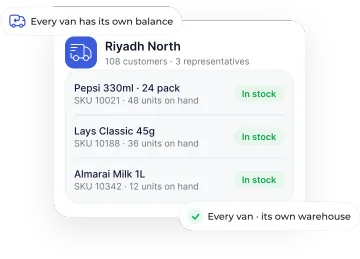 Every van has its own balance
Riyadh North
108 customers · 3 representatives
Pepsi 330ml · 24 pack
SKU 10021 · 48 units on hand
In stock
Lays Classic 45g
SKU 10188 · 36 units on hand
In stock
Almarai Milk 1L
SKU 10342 · 12 units on hand
In stock
Every van · its own warehouse